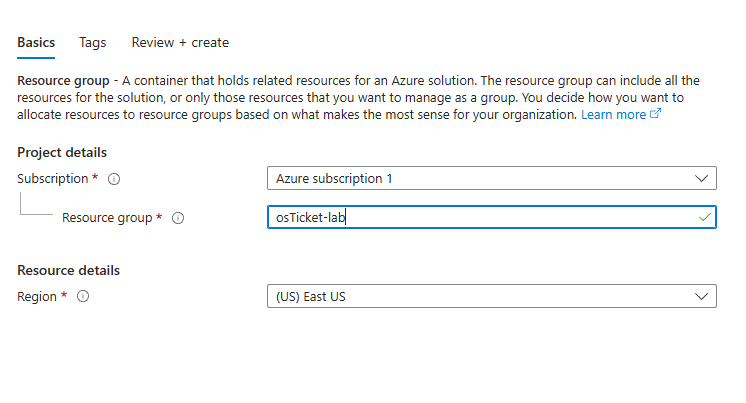 Basics Tags Review + create
Resource group - A container that holds related resources for an Azure solution. The resource group can include all the
resources for the solution, or only those resources that you want to manage as a group. You decide how you want to
allocate resources to resource groups based on what makes the most sense for your organization. Learn more
Project details
Subscription * Azure subscription 1
Resource group * osTicket-lab
Resource details
Region * (US) East US